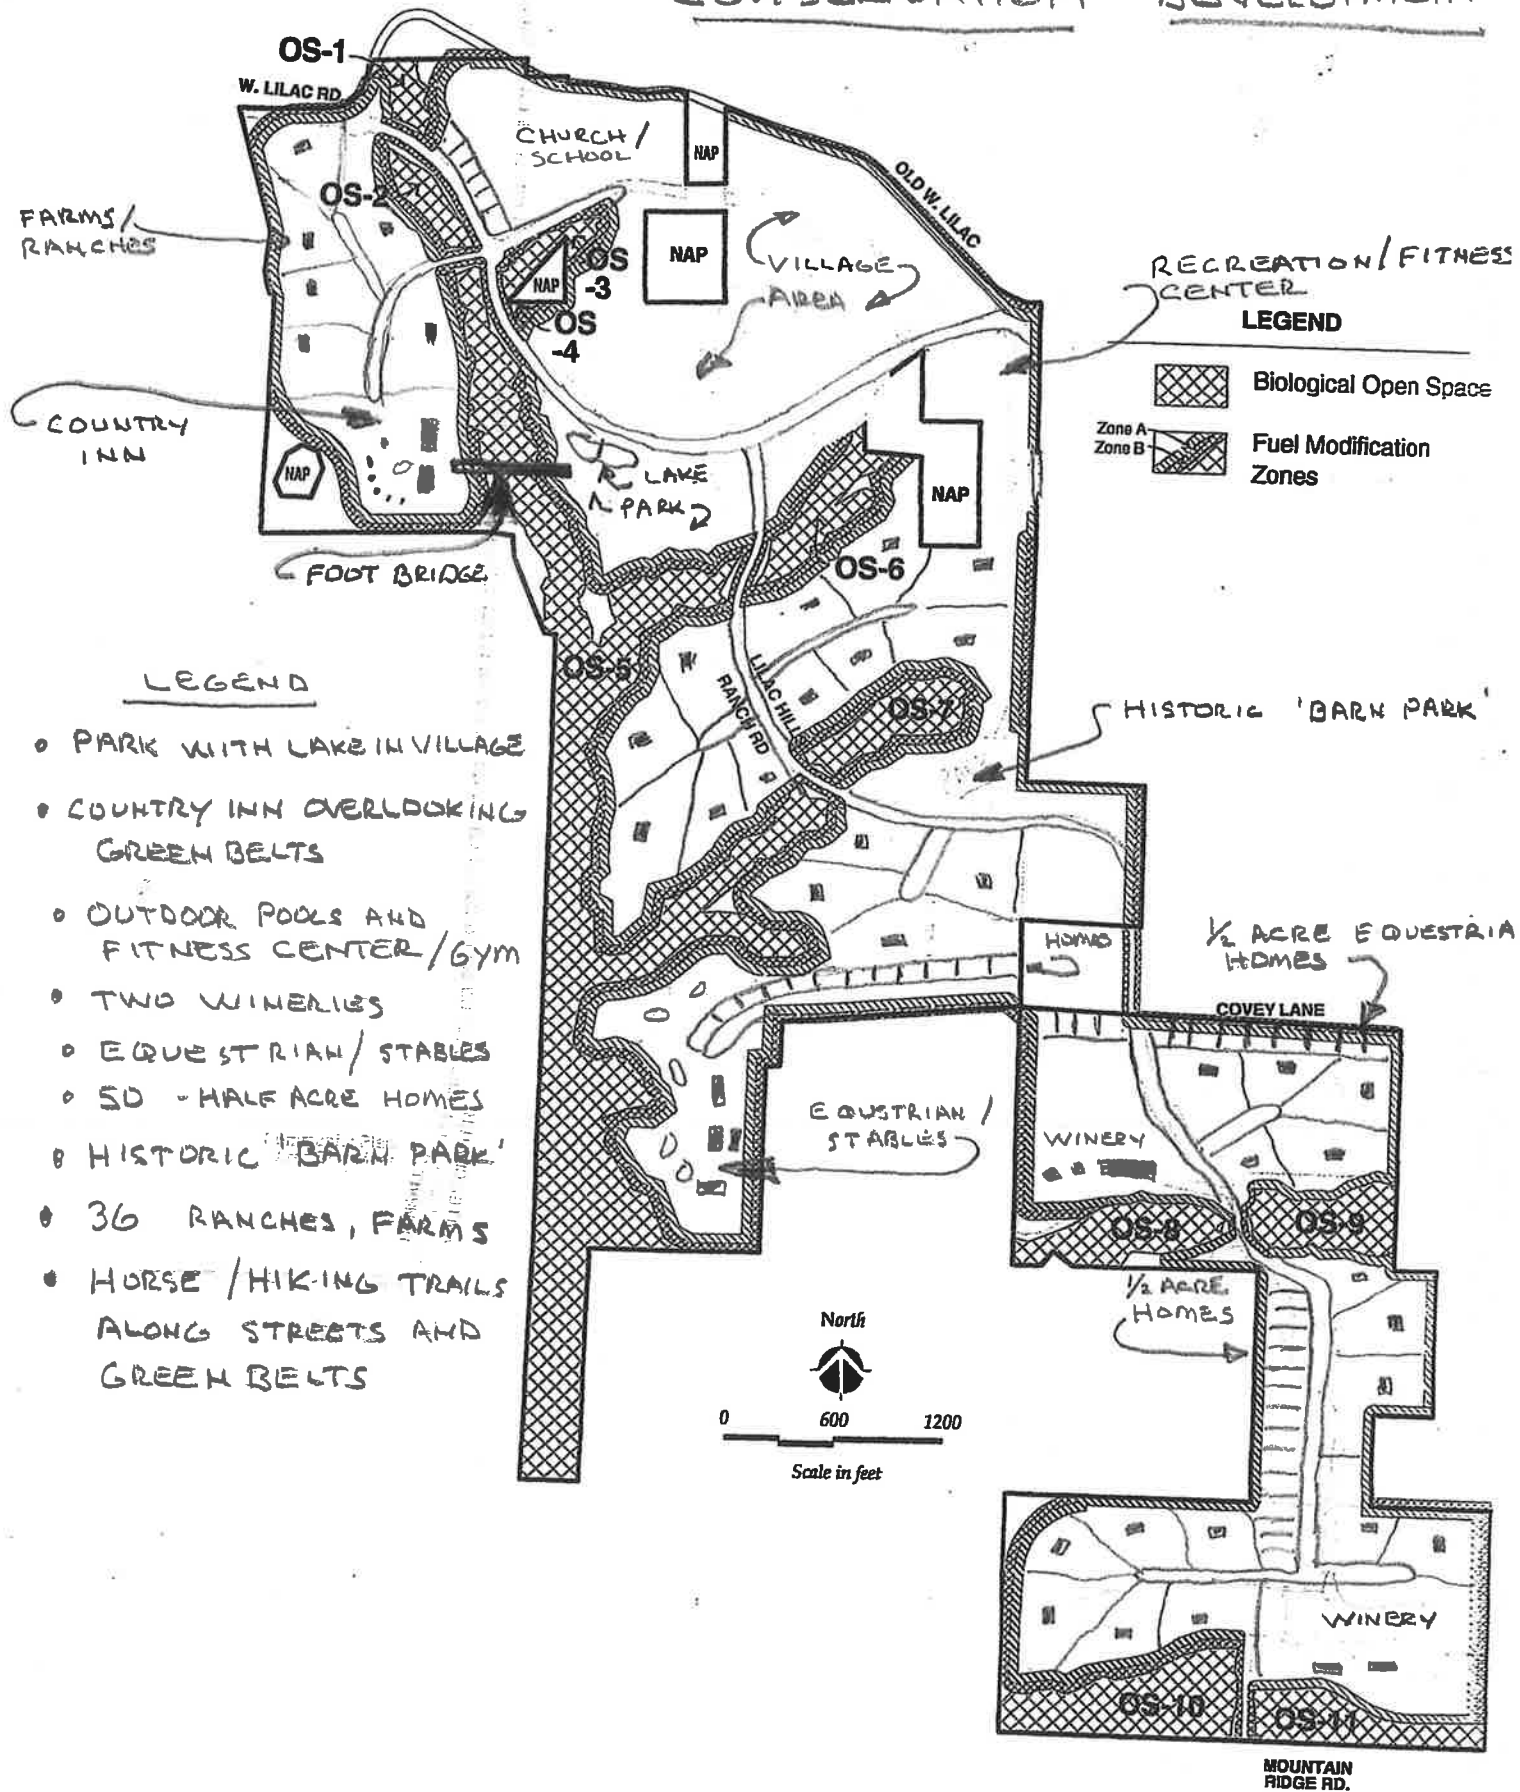 OS-1
W. LILAC RD.
CHURCH/
SCHOOL
NAP
OLD W. LILAC
OS-2
FARMS/
RANCHES
NAP
OS
-3
NAP
VILLAGE
AREA
RECREATION/FITNESS
CENTER
OS
-4
LEGEND
Biological Open Space
Zone A
Zone B
Fuel Modification
Zones
COUNTRY
INN
NAP
LAKE
PARK
NAP
FOOT BRIDGE
OS-6
OS-5
LILAC HILL
RANCH RD
OS-7
HISTORIC 'BARN PARK'
LEGEND
• PARK WITH LAKE IN VILLAGE
• COUNTRY INN OVERLOOKING
GREEN BELTS
• OUTDOOR POOLS AND
FITNESS CENTER/GYM
• TWO WINERIES
• EQUESTRIAN/STABLES
• 50 - HALF ACRE HOMES
• HISTORIC 'BARN PARK'
• 36 RANCHES, FARMS
• HORSE/HIKING TRAILS
ALONG STREETS AND
GREEN BELTS
HOMES
1/2 ACRE EQUESTRIA
HOMES
COVEY LANE
EQUSTRIAN/
STABLES
WINERY
OS-8
OS-9
1/2 ACRE
HOMES
North
0 600 1200
Scale in feet
WINERY
OS-10
OS-11
MOUNTAIN
RIDGE RD.